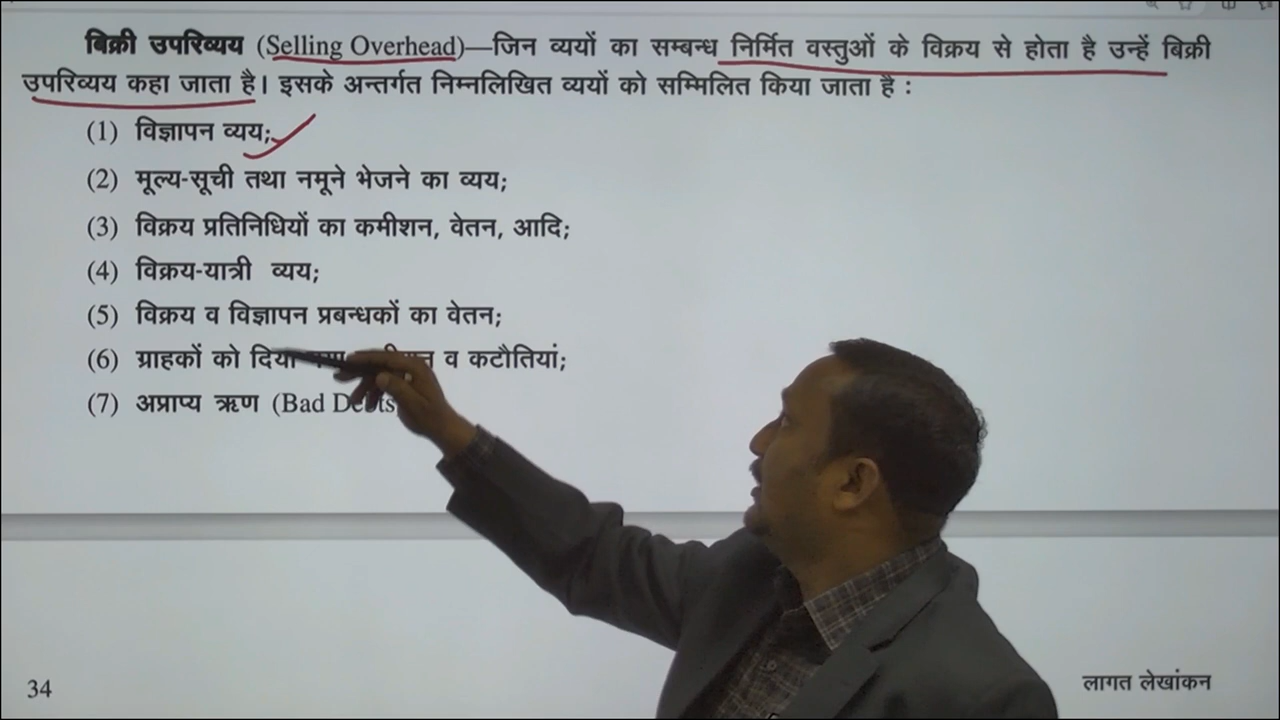 बिक्री उपरिव्यय (Selling Overhead)—जिन व्ययों का सम्बन्ध निर्मित वस्तुओं के विक्रय से होता है उन्हें बिक्री
उपरिव्यय कहा जाता है। इसके अन्तर्गत निम्नलिखित व्ययों को सम्मिलित किया जाता है :
(1) विज्ञापन व्यय;
(2) मूल्य-सूची तथा नमूने भेजने का व्यय;
(3) विक्रय प्रतिनिधियों का कमीशन, वेतन, आदि;
(4) विक्रय-यात्री व्यय;
(5) विक्रय व विज्ञापन प्रबन्धकों का वेतन;
(6) ग्राहकों को दिया व कटौतियां;
(7) अप्राप्य ऋण (Bad Debts
34
लागत लेखांकन